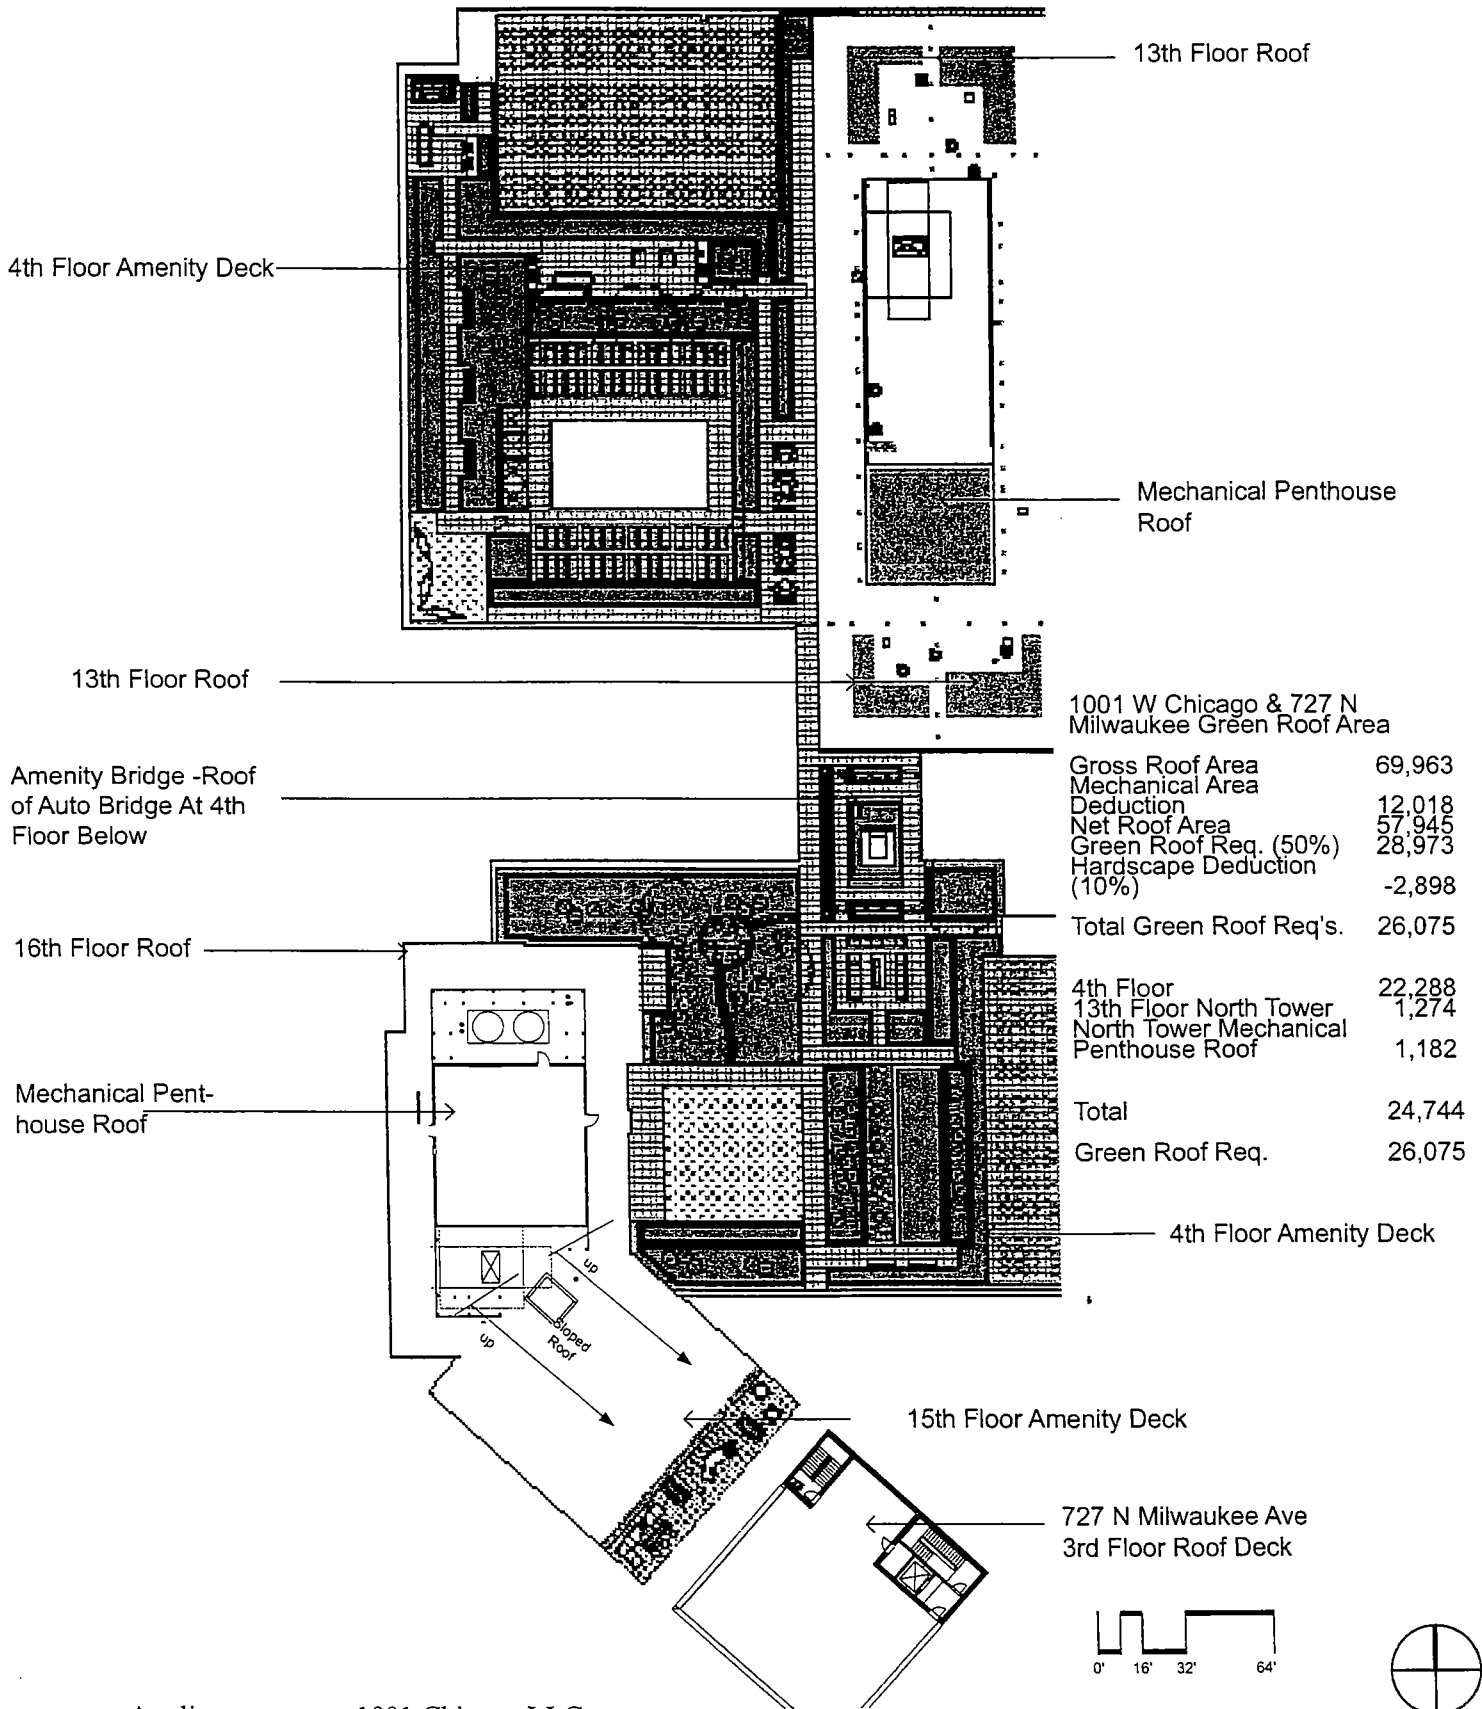 13th Floor Roof
4th Floor Amenity Deck
Mechanical Penthouse
Roof
13th Floor Roof
1001 W Chicago & 727 N
Milwaukee Green Roof Area
Gross Roof Area 69,963
Mechanical Area
Deduction 12,018
Net Roof Area 57,945
Green Roof Req. (50%) 28,973
Hardscape Deduction
(10%) -2,898
Total Green Roof Req's. 26,075
4th Floor 22,288
13th Floor North Tower 1,274
North Tower Mechanical
Penthouse Roof 1,182
Total 24,744
Green Roof Req. 26,075
Amenity Bridge -Roof
of Auto Bridge At 4th
Floor Below
16th Floor Roof
Mechanical Pent-
house Roof
4th Floor Amenity Deck
up
up
Sloped
Roof
15th Floor Amenity Deck
727 N Milwaukee Ave
3rd Floor Roof Deck
0' 16' 32' 64'